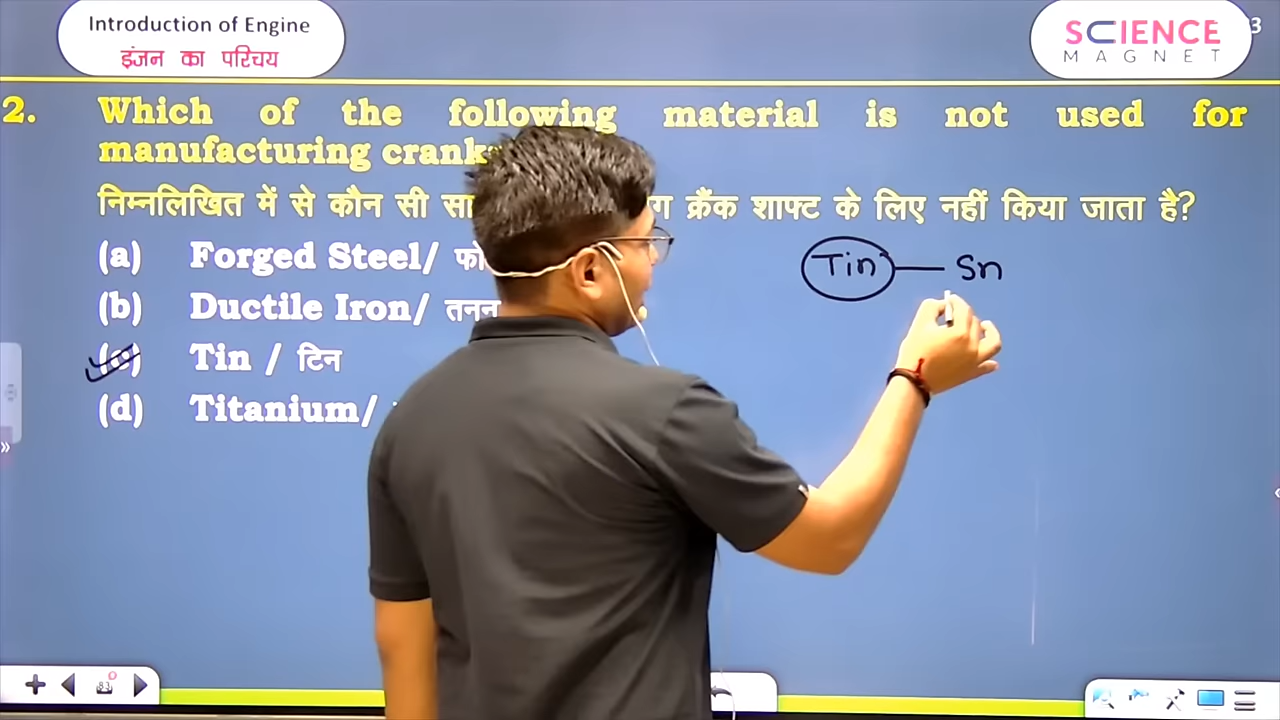 Introduction of Engine
इंजन का परिचय
SCIENCE
MAGNET
3
2. Which of the following material is not used for
manufacturing crank
निम्नलिखित में से कौन सी क्रैंक शाफ्ट के लिए नहीं किया जाता है?
(a) Forged Steel/
(b) Ductile Iron/
(c) Tin / टिन
(d) Titanium/
Tin — Sn
83